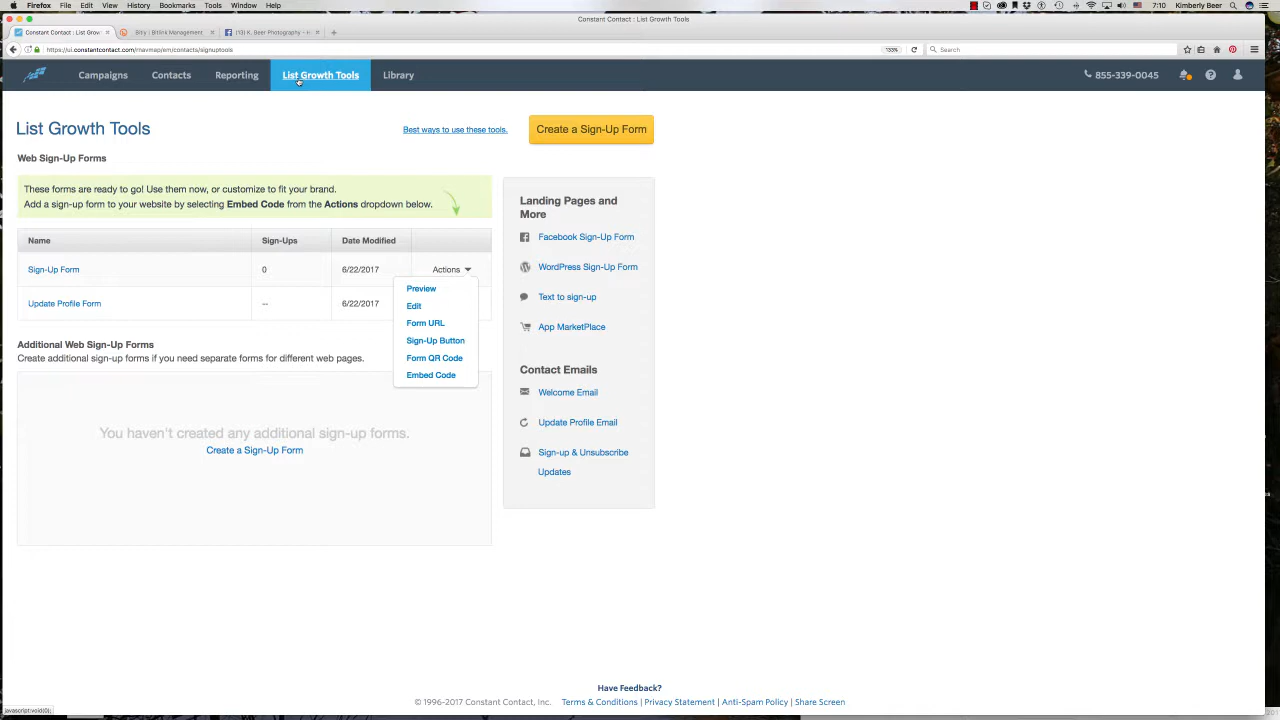 Firefox File Edit View History Bookmarks Tools Window Help
7:10 Kimberly Beer
Constant Contact : List Growth Tools
Constant Contact : List Grow × Bitly | Bitlink Management × (13) K. Beer Photography - H × +
https://ui.constantcontact.com/rnavmap/em/contacts/signuptools 133% Search
Campaigns Contacts Reporting List Growth Tools Library 855-339-0045
List Growth Tools Best ways to use these tools. Create a Sign-Up Form
Web Sign-Up Forms
These forms are ready to go! Use them now, or customize to fit your brand.
Add a sign-up form to your website by selecting Embed Code from the Actions dropdown below.
Name Sign-Ups Date Modified
Sign-Up Form 0 6/22/2017 Actions
Update Profile Form -- 6/22/2017
Preview
Edit
Form URL
Sign-Up Button
Form QR Code
Embed Code
Additional Web Sign-Up Forms
Create additional sign-up forms if you need separate forms for different web pages.
You haven't created any additional sign-up forms.
Create a Sign-Up Form
Landing Pages and
More
Facebook Sign-Up Form
WordPress Sign-Up Form
Text to sign-up
App MarketPlace
Contact Emails
Welcome Email
Update Profile Email
Sign-up & Unsubscribe
Updates
Have Feedback?
© 1996-2017 Constant Contact, Inc. Terms & Conditions | Privacy Statement | Anti-Spam Policy | Share Screen
javascript:void(0);